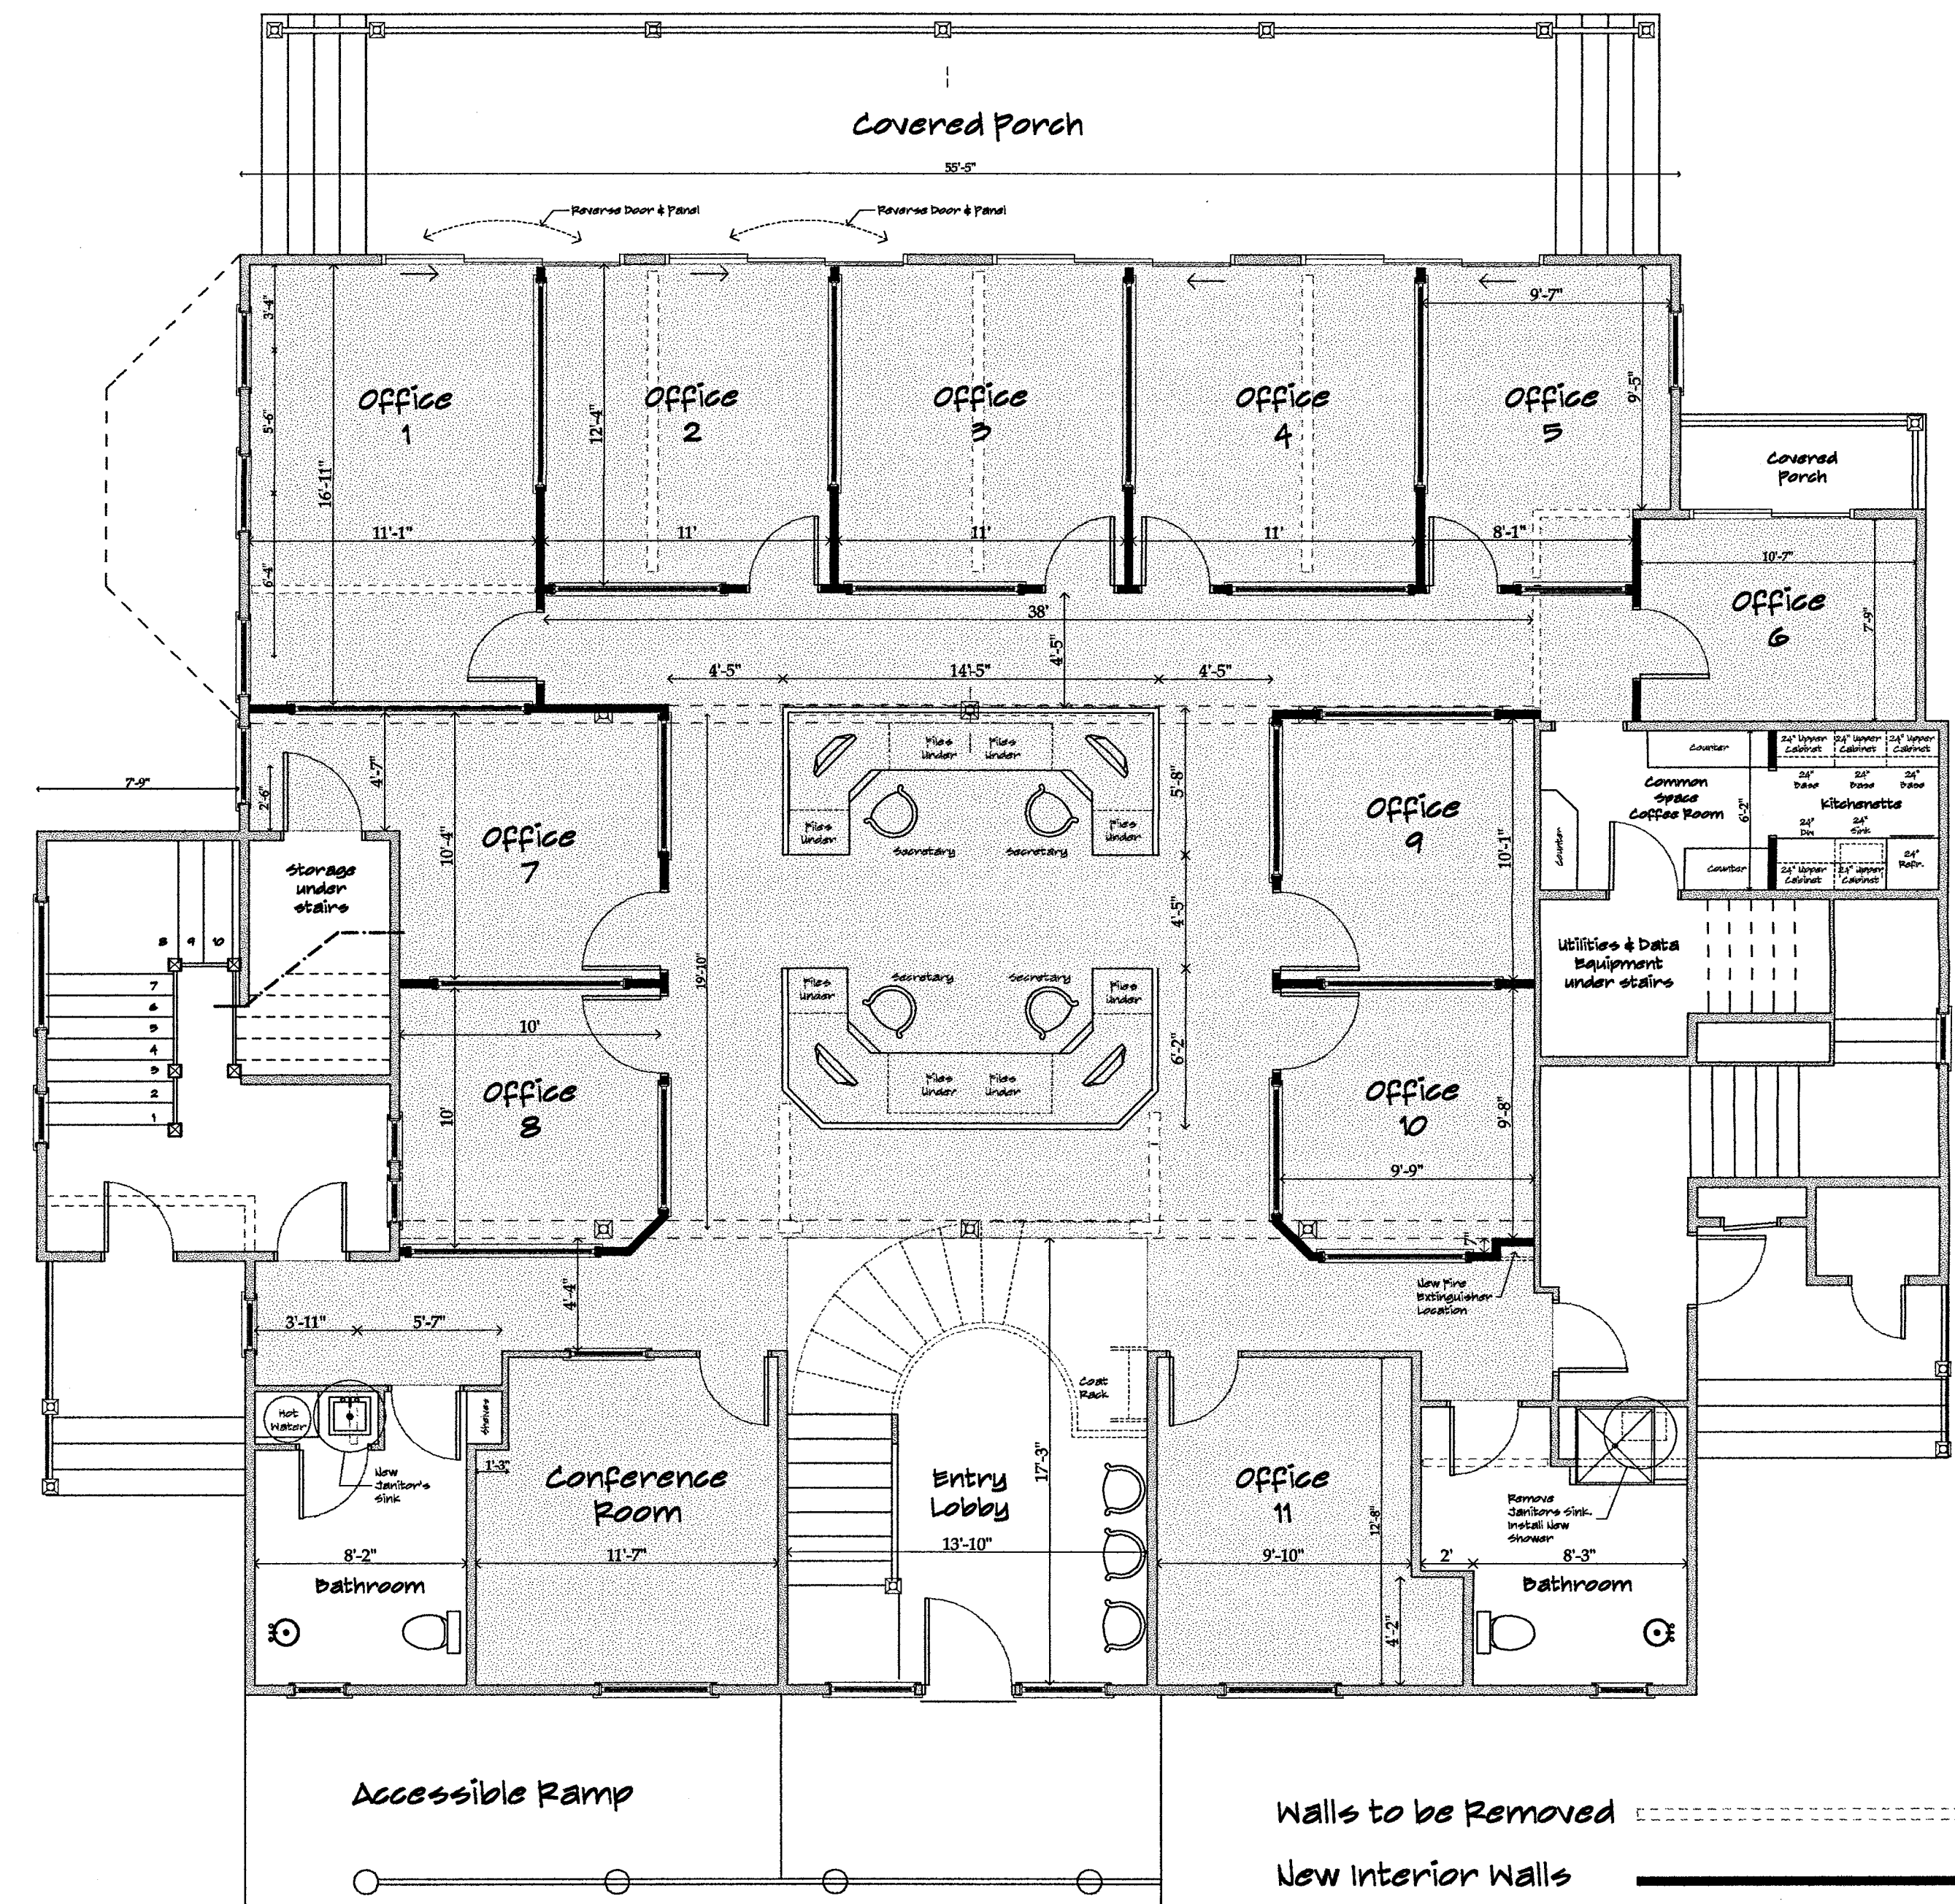 Covered Porch
55'-5"
Reverse Door & Panel
Reverse Door & Panel
3'-4"
9'-7"
Office
1
Office
2
Office
3
Office
4
Office
5
5'-6"
16'-11"
12'-4"
9'-5"
Covered
Porch
11'-1"
11'
11'
11'
8'-1"
10'-7"
6'-4"
38'
Office
6
7'-9"
4'-5"
4'-5"
14'-5"
4'-5"
Files
Under
Files
Under
Counter
24" Upper
Cabinet
24" Upper
Cabinet
24" Upper
Cabinet
7'-9"
2'-6"
4'-7"
5'-8"
Common
Space
Coffee Room
6'-2"
24"
Base
24"
Base
24"
Base
Kitchenette
Office
7
10'-4"
Files
Under
Secretary
Secretary
Files
Under
Office
9
10'-1"
Counter
24"
DW
24"
Sink
24"
Refr.
Counter
24" Upper
Cabinet
24" Upper
Cabinet
Storage
under
stairs
8
9
10
7
6
5
4
3
2
1
19'-10"
4'-5"
Files
Under
Secretary
Secretary
Files
Under
Utilities & Data
Equipment
under stairs
10'
6'-2"
Office
8
10'
Files
Under
Files
Under
Office
10
9'-8"
9'-9"
7"
4'-4"
New Fire
Extinguisher
Location
3'-11"
5'-7"
Coat
Rack
Hot
Water
Shelves
1'-3"
New
Janitor's
Sink
Conference
Room
Entry
Lobby
17'-3"
Office
11
12'-8"
Remove
Janitors Sink.
Install New
Shower
8'-2"
11'-7"
13'-10"
9'-10"
2'
8'-3"
Bathroom
Bathroom
4'-2"
Accessible Ramp
Walls to be Removed
New Interior Walls